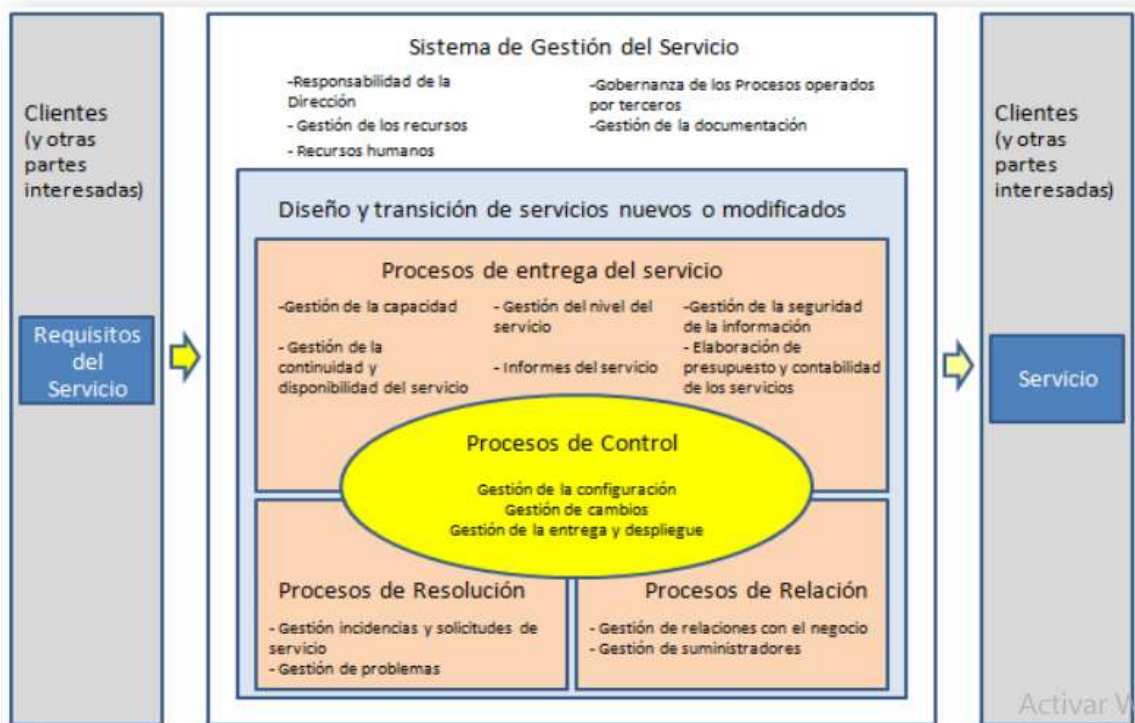 Clientes
(y otras
partes
interesadas)
Requisitos
del
Servicio
Sistema de Gestión del Servicio
-Responsabilidad de la
Dirección
- Gestión de los recursos
- Recursos humanos
-Gobernanza de los Procesos operados
por terceros
-Gestión de la documentación
Diseño y transición de servicios nuevos o modificados
Procesos de entrega del servicio
-Gestión de la capacidad
- Gestión de la
continuidad y
disponibilidad del servicio
- Gestión del nivel del
servicio
- Informes del servicio
-Gestión de la seguridad
de la información
- Elaboración de
presupuesto y contabilidad
de los servicios
Procesos de Control
Gestión de la configuración
Gestión de cambios
Gestión de la entrega y despliegue
Procesos de Resolución
- Gestión incidencias y solicitudes de
servicio
- Gestión de problemas
Procesos de Relación
- Gestión de relaciones con el negocio
- Gestión de suministradores
Clientes
(y otras
partes
interesadas)
Servicio
Activar